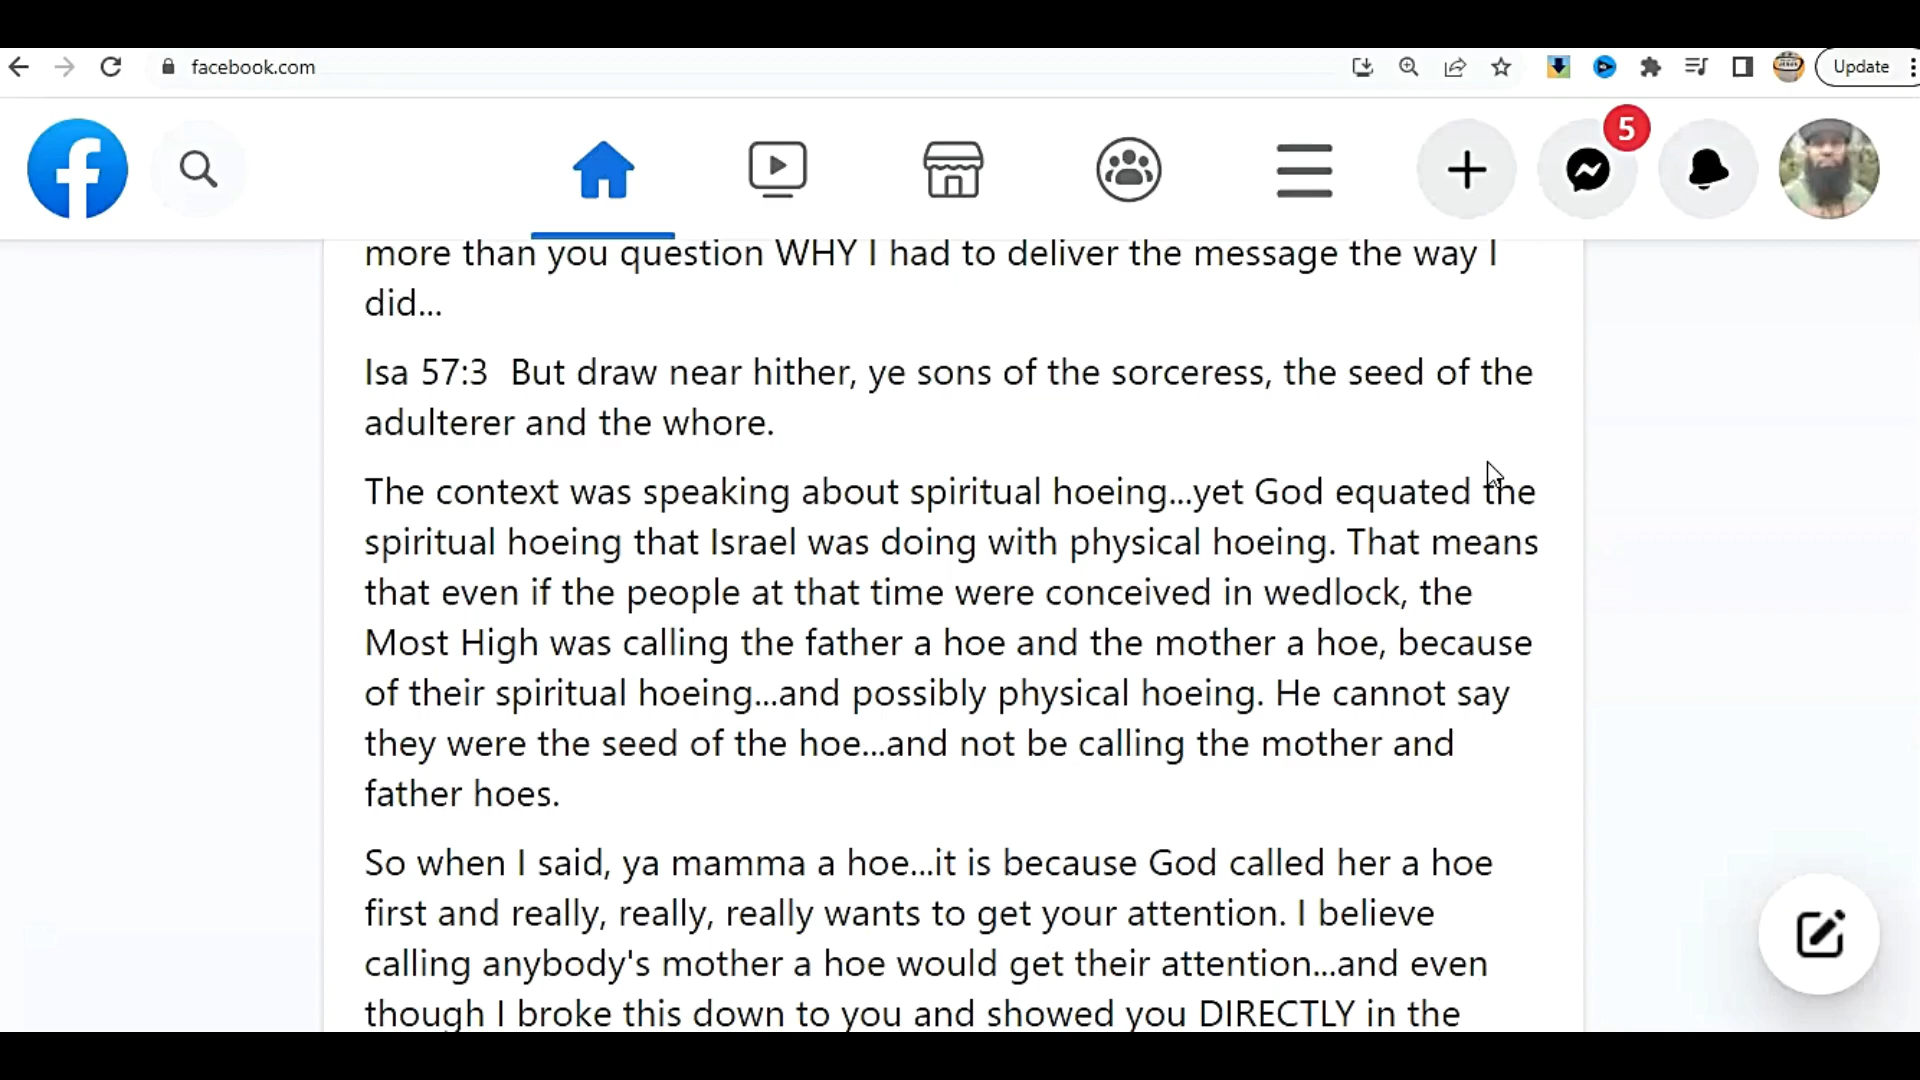 facebook.com
Update
5
more than you question WHY I had to deliver the message the way I
did...
Isa 57:3  But draw near hither, ye sons of the sorceress, the seed of the
adulterer and the whore.
The context was speaking about spiritual hoeing...yet God equated the
spiritual hoeing that Israel was doing with physical hoeing. That means
that even if the people at that time were conceived in wedlock, the
Most High was calling the father a hoe and the mother a hoe, because
of their spiritual hoeing...and possibly physical hoeing. He cannot say
they were the seed of the hoe...and not be calling the mother and
father hoes.
So when I said, ya mamma a hoe...it is because God called her a hoe
first and really, really, really wants to get your attention. I believe
calling anybody's mother a hoe would get their attention...and even
though I broke this down to you and showed you DIRECTLY in the